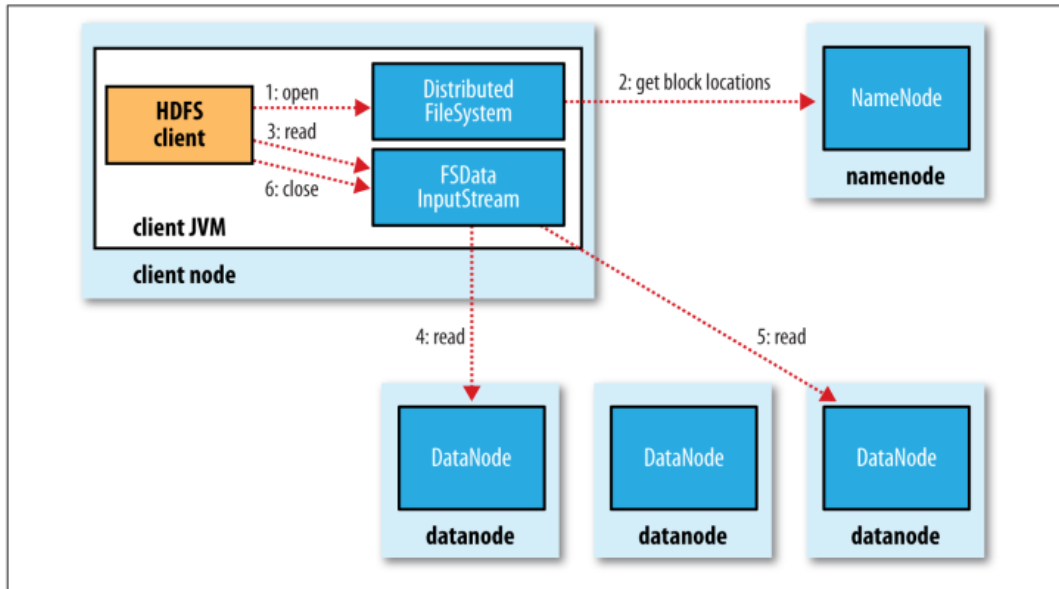 HDFS
client
1: open
3: read
6: close
Distributed
FileSystem
FSData
InputStream
client JVM
client node
2: get block locations
NameNode
namenode
4: read
5: read
DataNode
datanode
DataNode
datanode
DataNode
datanode